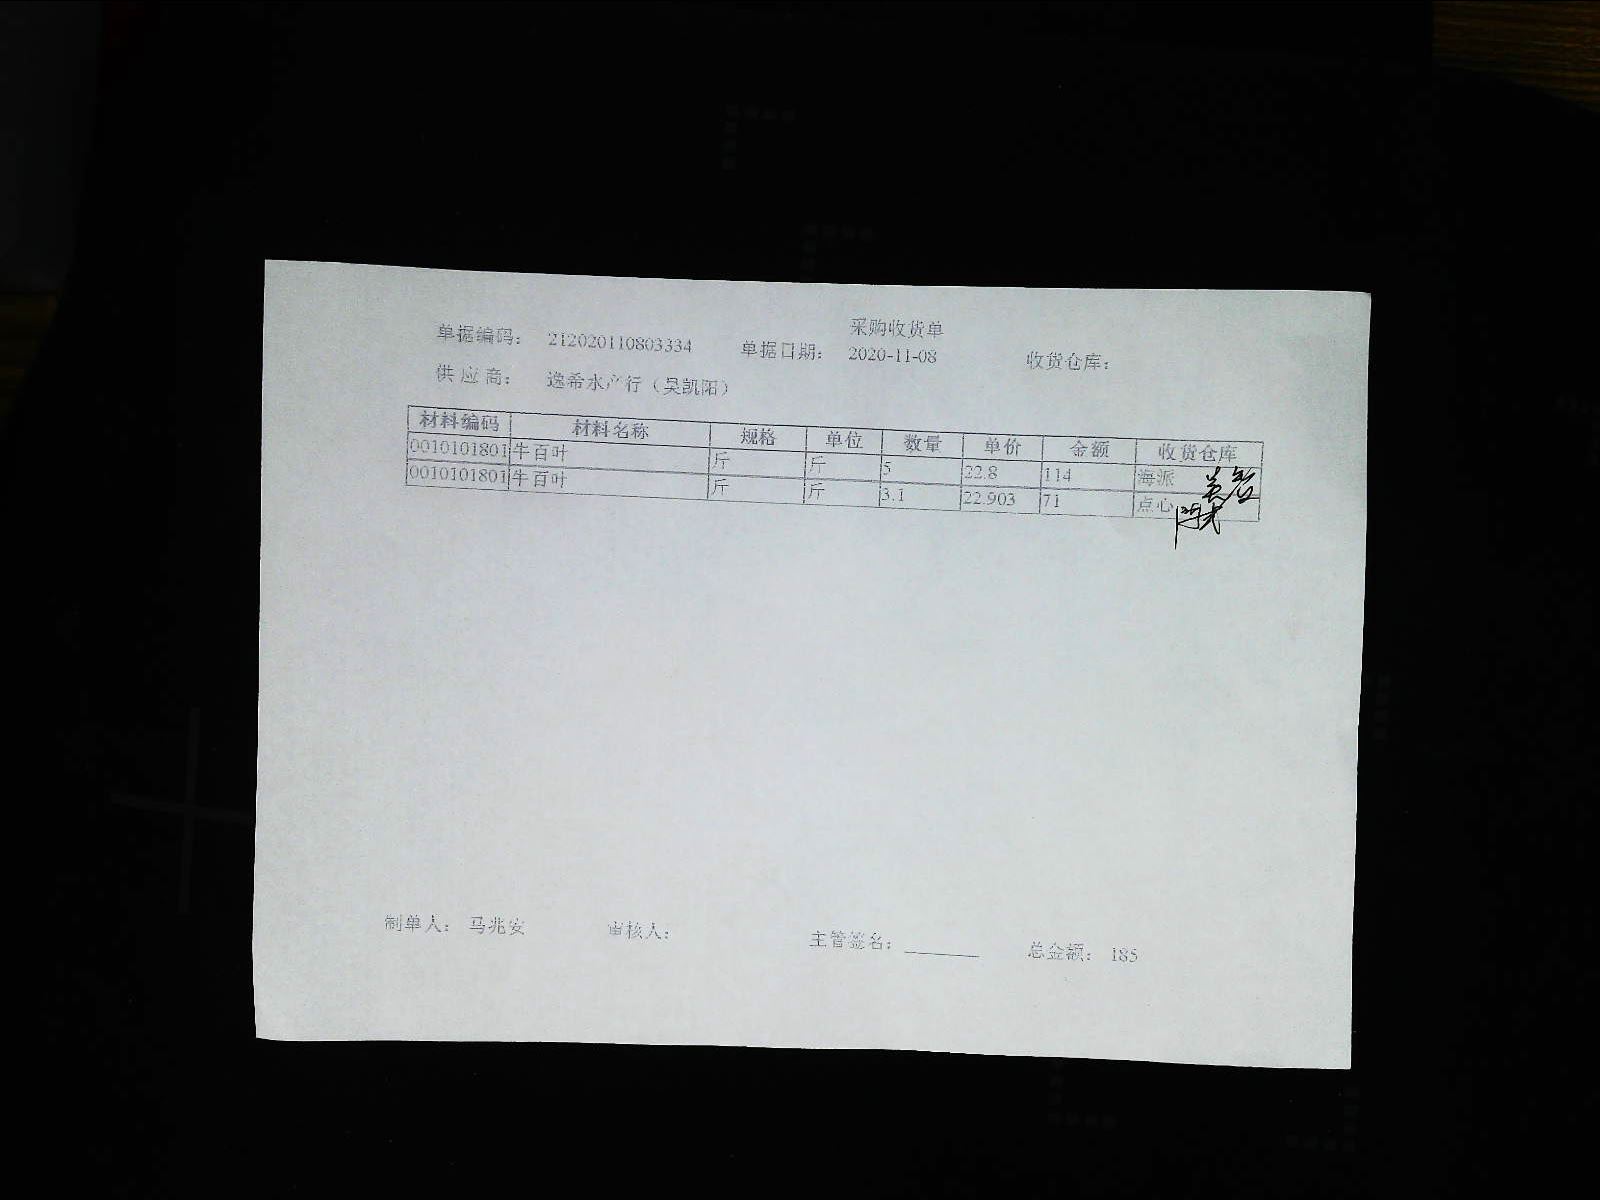 采购收货单
单据编码： 212020110803334 单据日期： 2020-11-08 收货仓库：
供应商： 逸希水产行（吴凯阳）
材料编码 材料名称 规格 单位 数量 单价 金额 收货仓库
0010101801 牛百叶 斤 斤 5 22.8 114 海派
0010101801 牛百叶 斤 斤 3.1 22.903 71 点心
制单人： 马兆安 审核人： 主管签名： 总金额： 185